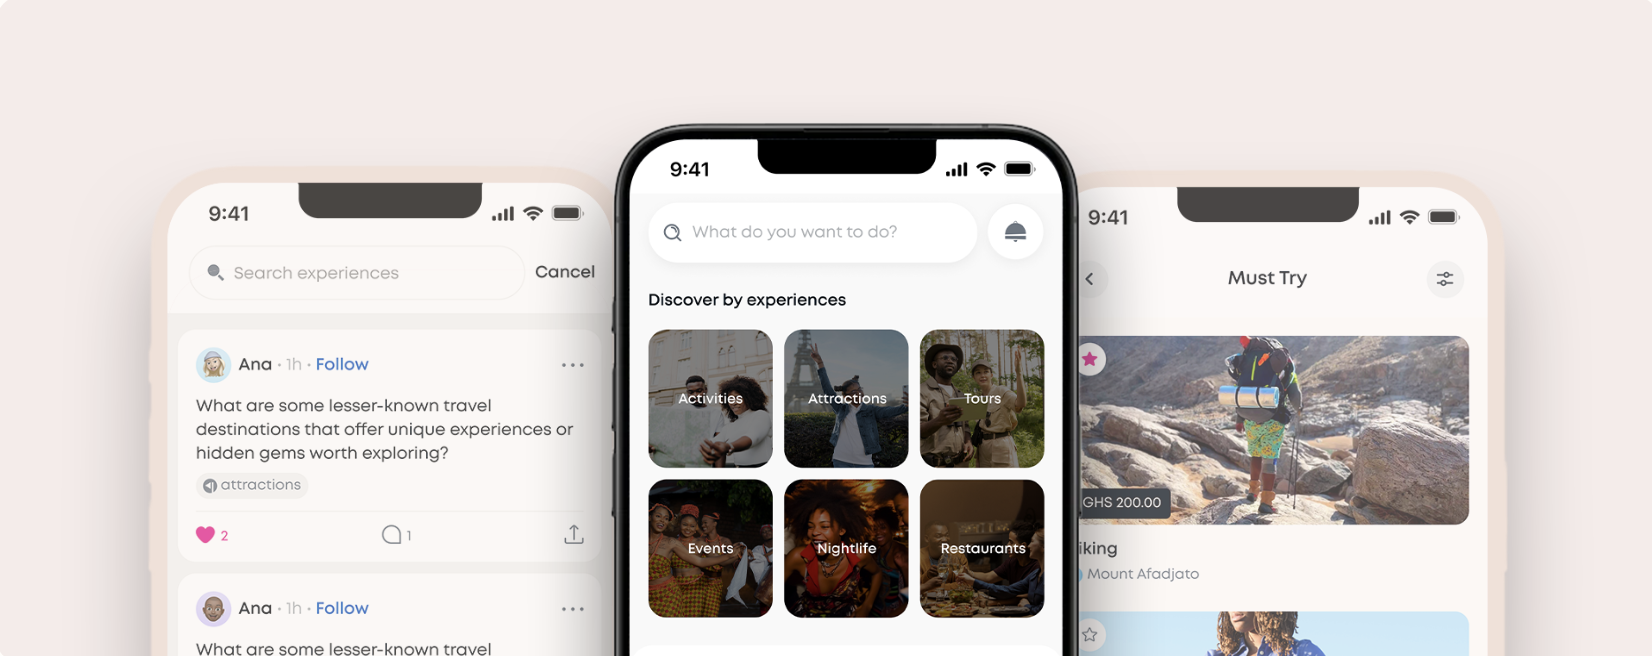 9:41
Search experiences
Cancel
Ana · 1h · Follow
What are some lesser-known travel
destinations that offer unique experiences or
hidden gems worth exploring?
attractions
2
1
Ana · 1h · Follow
What are some lesser-known travel
9:41
What do you want to do?
Discover by experiences
Activities
Attractions
Tours
Events
Nightlife
Restaurants
9:41
Must Try
GHS 200.00
iking
Mount Afadjato